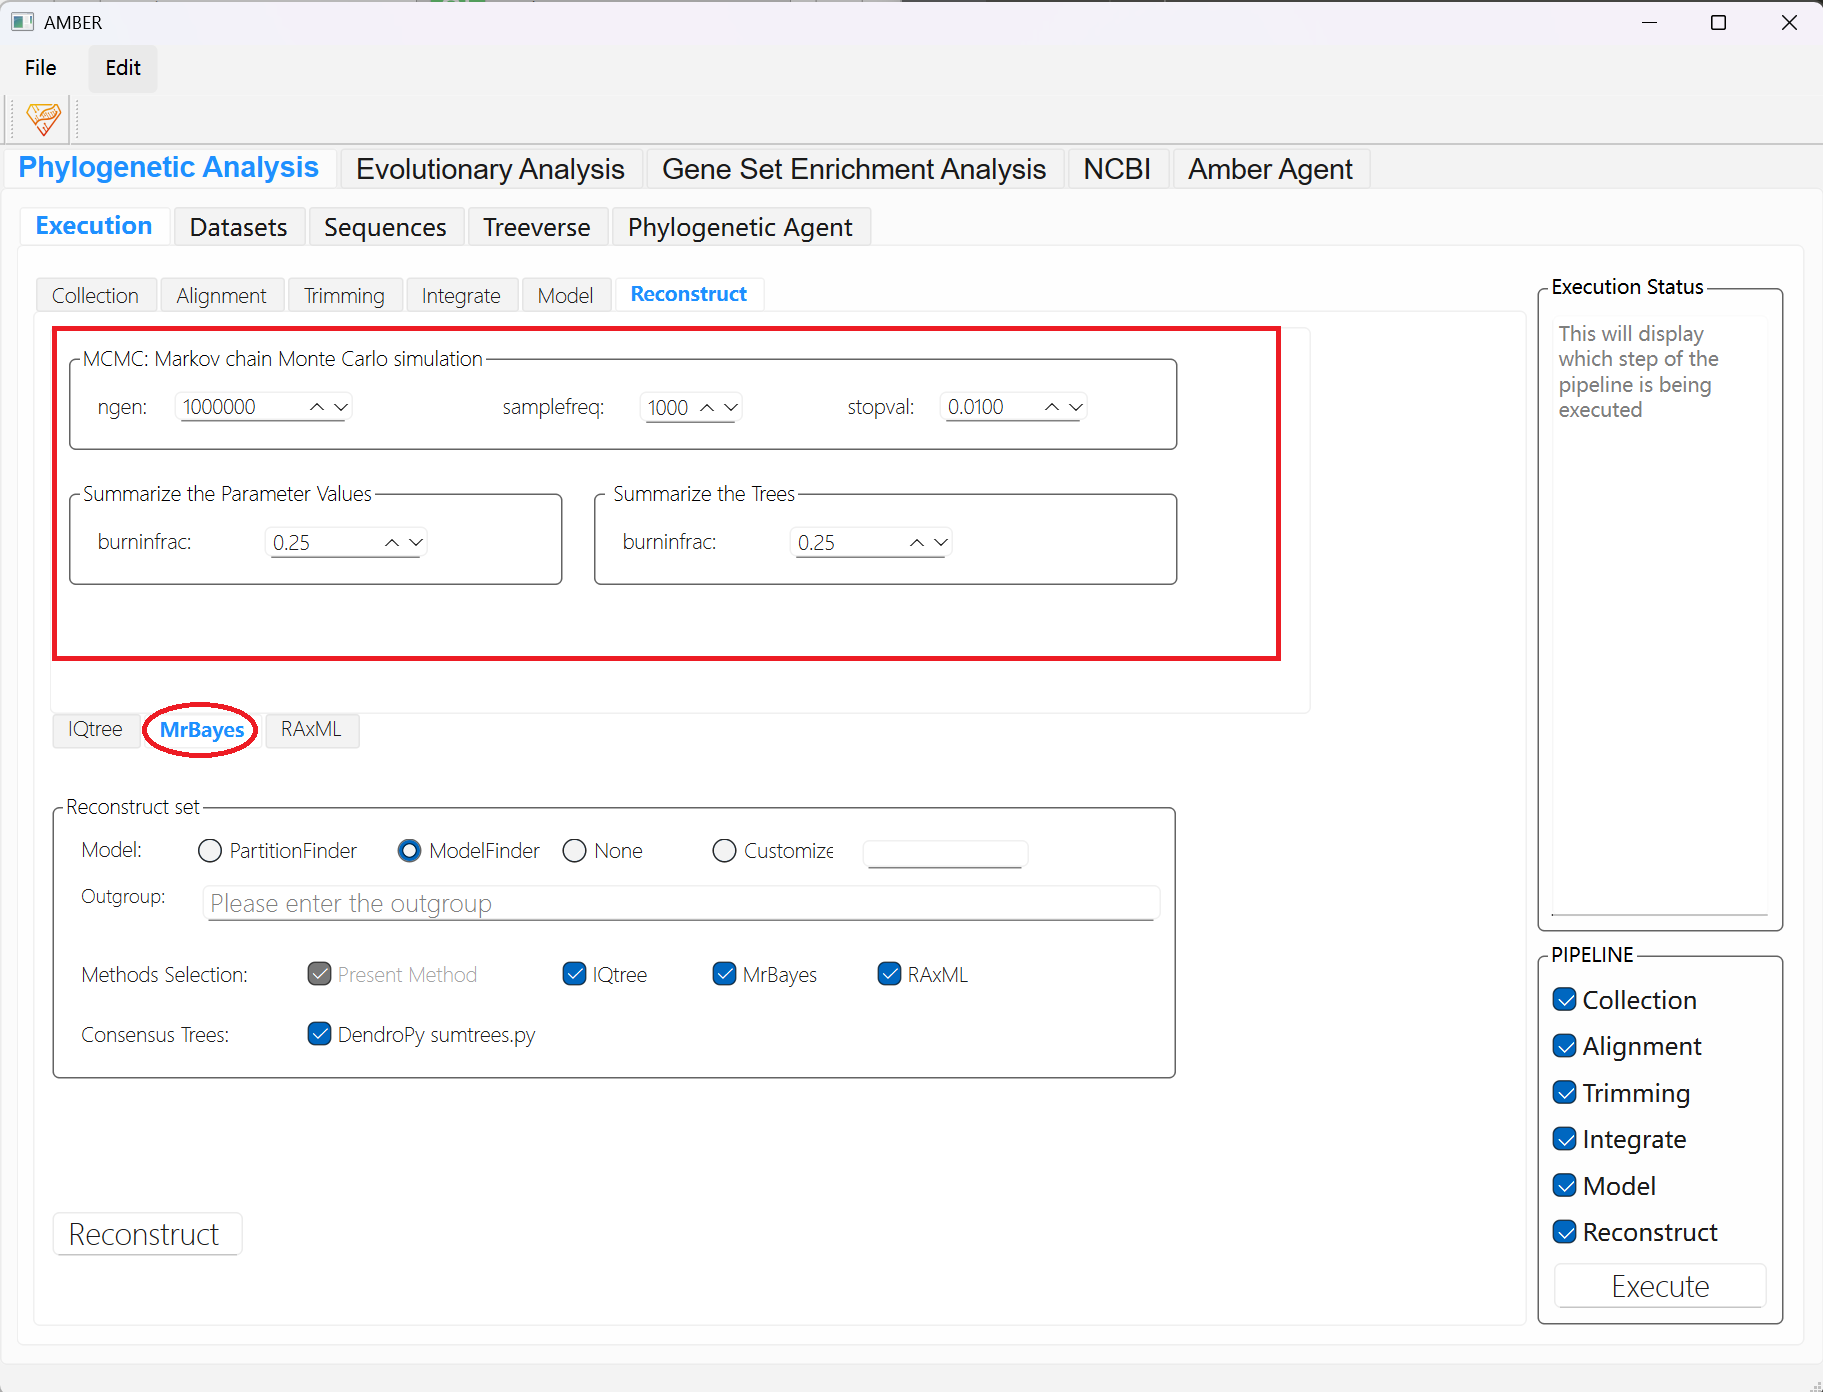 AMBER
File Edit
Phylogenetic Analysis Evolutionary Analysis Gene Set Enrichment Analysis NCBI Amber Agent
Execution Datasets Sequences Treeverse Phylogenetic Agent
Collection Alignment Trimming Integrate Model Reconstruct
MCMC: Markov chain Monte Carlo simulation
ngen: 1000000 samplefreq: 1000 stopval: 0.0100
Summarize the Parameter Values Summarize the Trees
burninfrac: 0.25 burninfrac: 0.25
IQtree MrBayes RAxML
Reconstruct set
Model: PartitionFinder ModelFinder None Customize
Outgroup: Please enter the outgroup
Methods Selection: Present Method IQtree MrBayes RAxML
Consensus Trees: DendroPy sumtrees.py
Reconstruct
Execution Status
This will display
which step of the
pipeline is being
executed
PIPELINE
Collection
Alignment
Trimming
Integrate
Model
Reconstruct
Execute